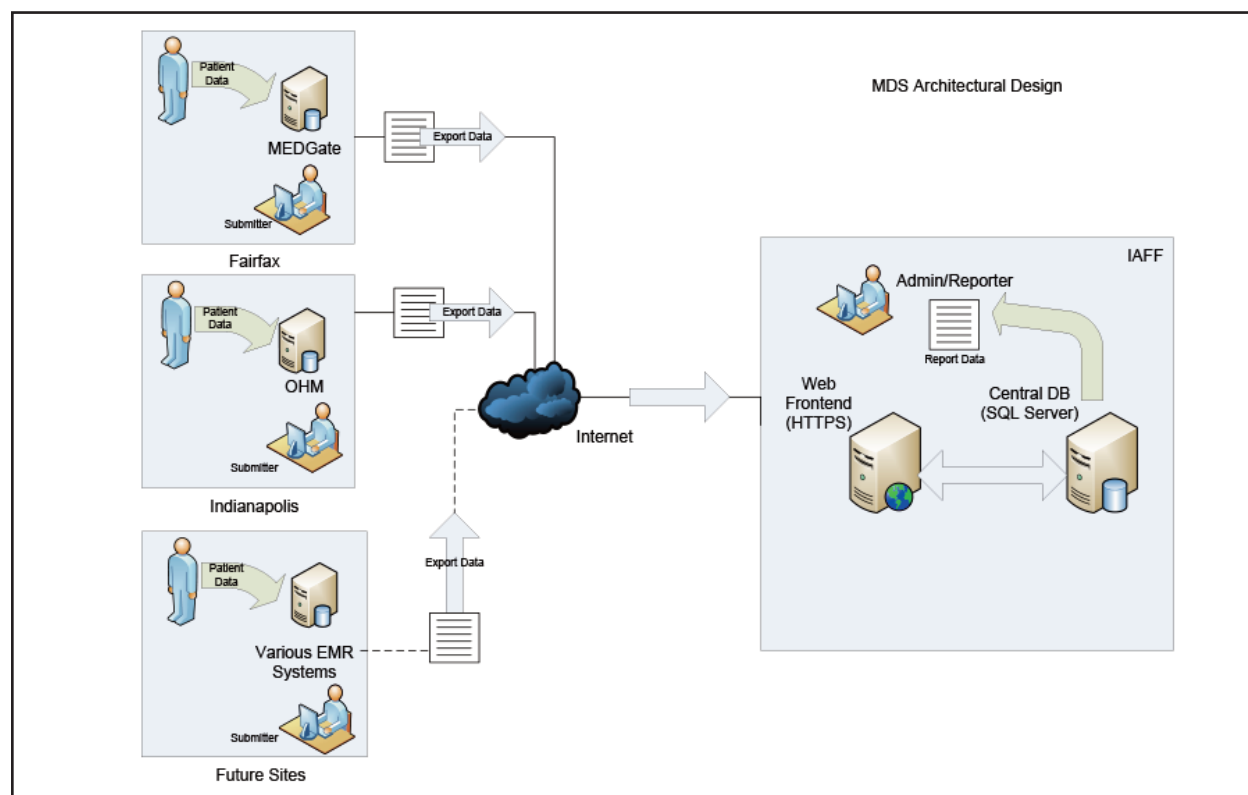 MDS Architectural Design
Patient
Data
MEDGate
Submitter
Fairfax
Export Data
Patient
Data
OHM
Submitter
Indianapolis
Export Data
Patient
Data
Various EMR
Systems
Submitter
Future Sites
Export Data
Internet
IAFF
Admin/Reporter
Report Data
Web
Frontend
(HTTPS)
Central DB
(SQL Server)